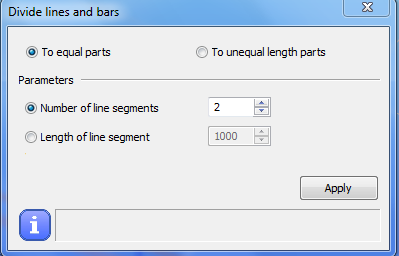 Divide lines and bars
To equal parts To unequal length parts
Parameters
Number of line segments 2
Length of line segment 1000
Apply
i